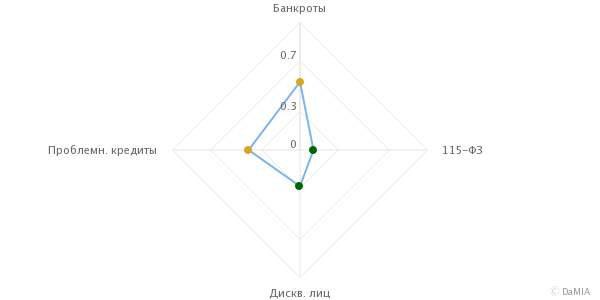 Банкроты
0.7
0.3
0
Проблемн. кредиты
115-ФЗ
Дискв. лиц
© DaMIA